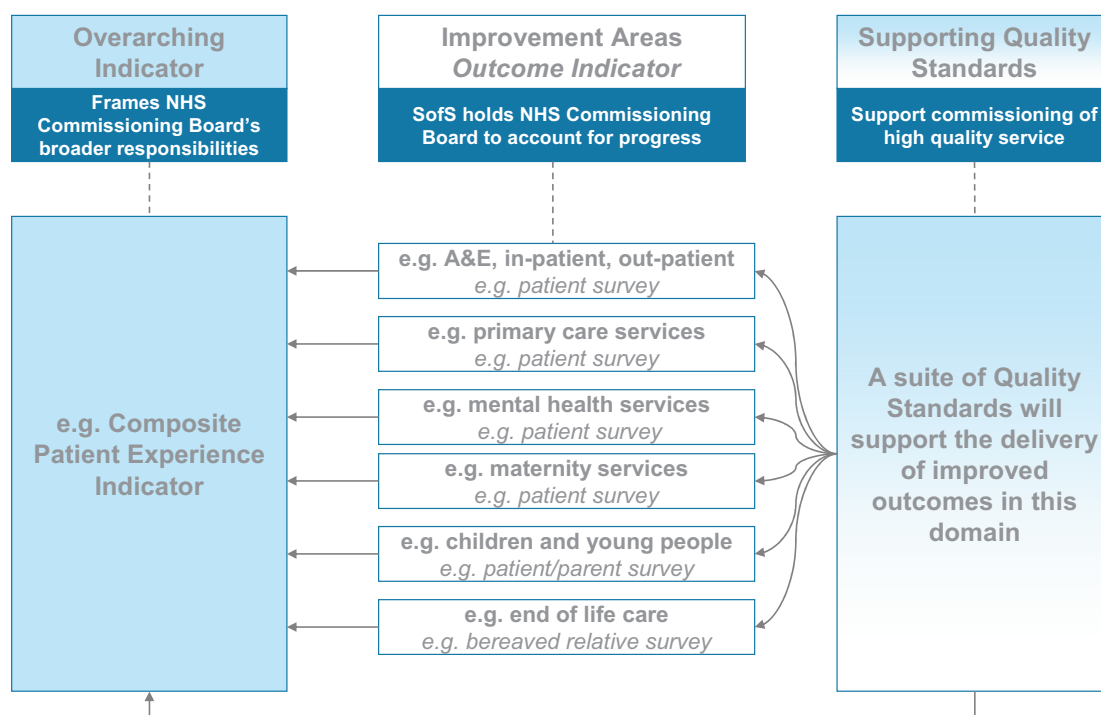 Overarching
Indicator
Frames NHS
Commissioning Board's
broader responsibilities
Improvement Areas
Outcome Indicator
SofS holds NHS Commissioning
Board to account for progress
Supporting Quality
Standards
Support commissioning of
high quality service
e.g. Composite
Patient Experience
Indicator
e.g. A&E, in-patient, out-patient
e.g. patient survey
e.g. primary care services
e.g. patient survey
e.g. mental health services
e.g. patient survey
e.g. maternity services
e.g. patient survey
e.g. children and young people
e.g. patient/parent survey
e.g. end of life care
e.g. bereaved relative survey
A suite of Quality
Standards will
support the delivery
of improved
outcomes in this
domain